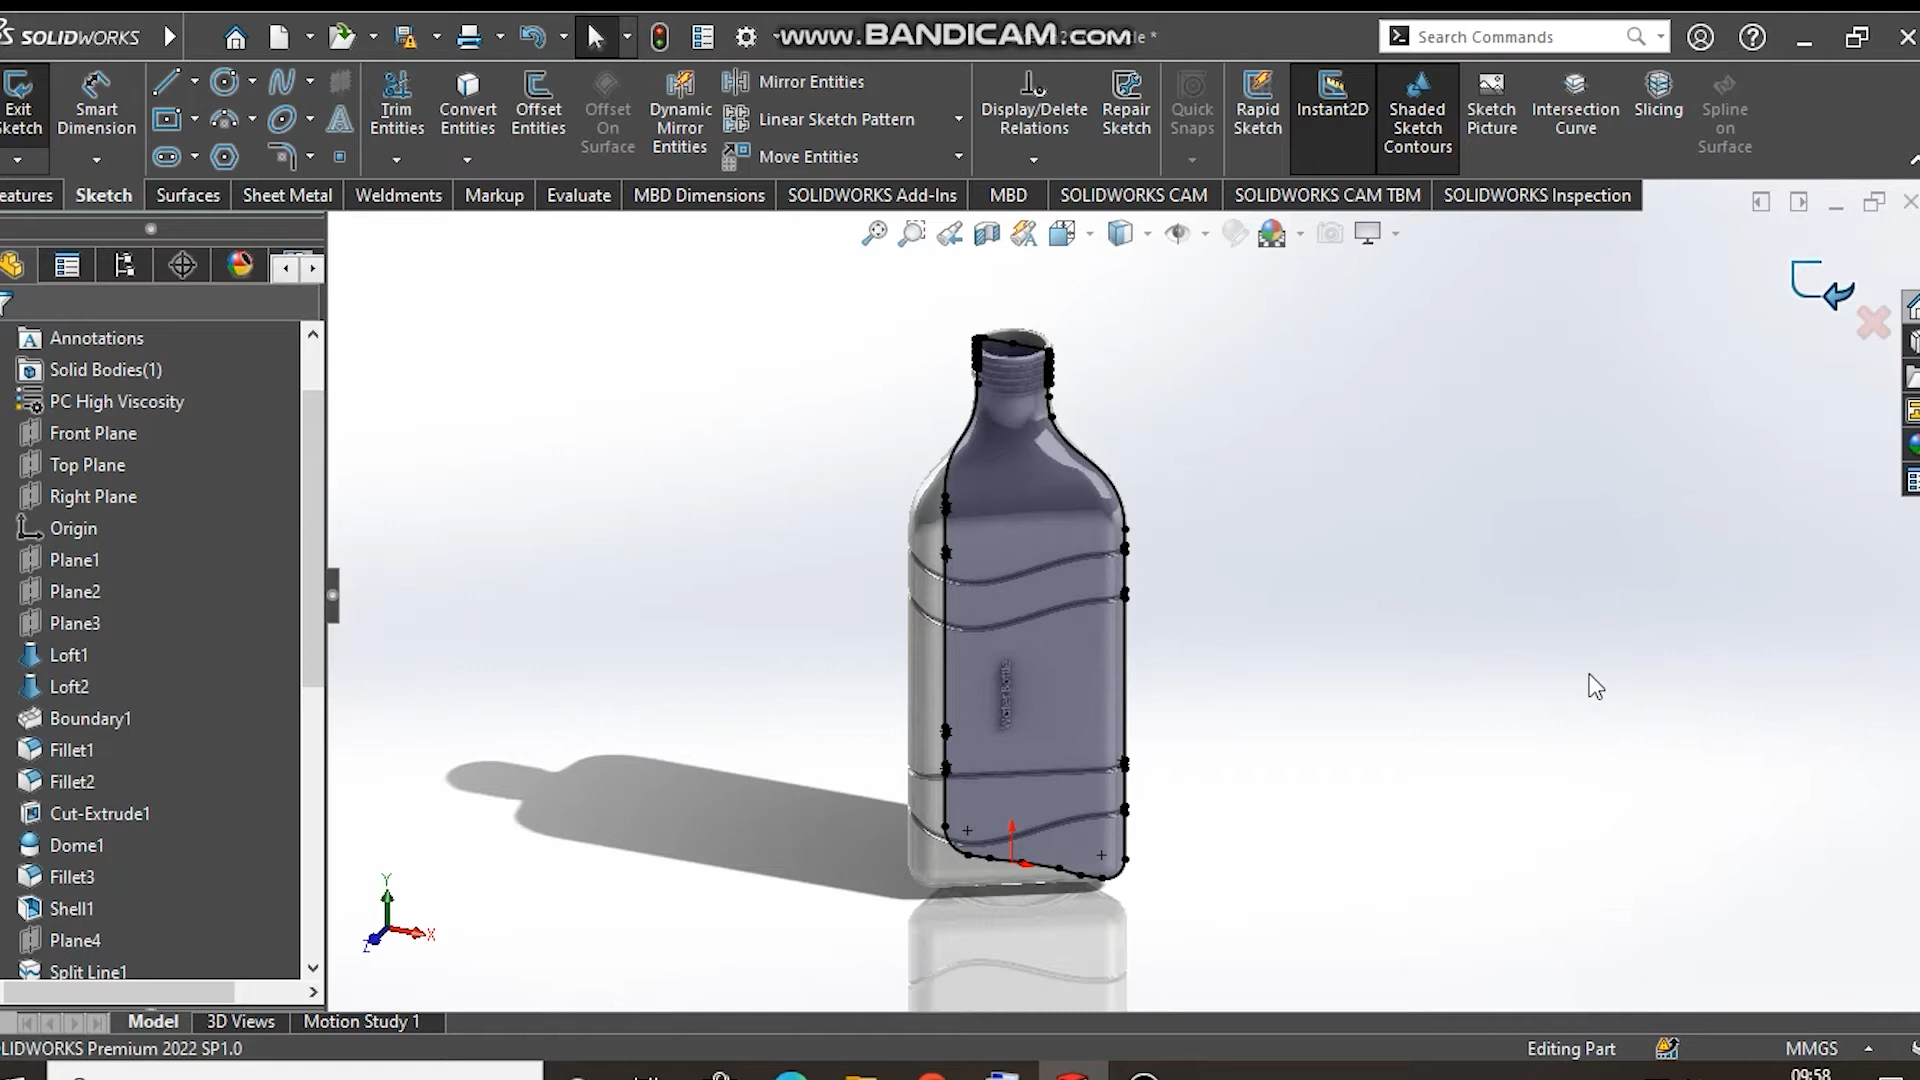 SOLIDWORKS
www.BANDICAM.com
le *
Search Commands
Exit
Sketch
Smart
Dimension
Trim
Entities
Convert
Entities
Offset
Entities
Offset
On
Surface
Dynamic
Mirror
Entities
Mirror Entities
Linear Sketch Pattern
Move Entities
Display/Delete
Relations
Repair
Sketch
Quick
Snaps
Rapid
Sketch
Instant2D
Shaded
Sketch
Contours
Sketch
Picture
Intersection
Curve
Slicing
Spline
on
Surface
eatures
Sketch
Surfaces
Sheet Metal
Weldments
Markup
Evaluate
MBD Dimensions
SOLIDWORKS Add-Ins
MBD
SOLIDWORKS CAM
SOLIDWORKS CAM TBM
SOLIDWORKS Inspection
Annotations
Solid Bodies(1)
PC High Viscosity
Front Plane
Top Plane
Right Plane
Origin
Plane1
Plane2
Plane3
Loft1
Loft2
Boundary1
Fillet1
Fillet2
Cut-Extrude1
Dome1
Fillet3
Shell1
Plane4
Split Line1
Water Bottle
Y
X
Z
Model
3D Views
Motion Study 1
OLIDWORKS Premium 2022 SP1.0
Editing Part
MMGS
09:58